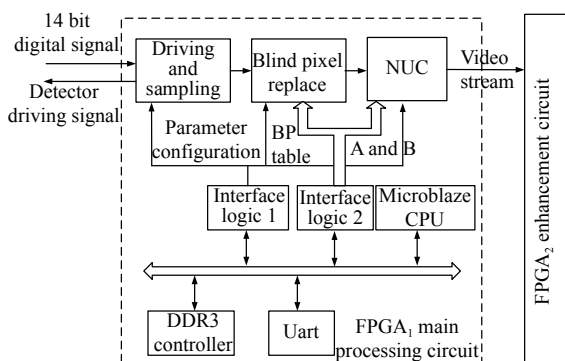 14 bit
digital signal
Detector
driving signal
Driving
and
sampling
Blind pixel
replace
NUC
Video
stream
Parameter
configuration
BP
table
A and B
Interface
logic 1
Interface
logic 2
Microblaze
CPU
DDR3
controller
Uart
FPGA₁ main
processing circuit
FPGA₂ enhancement circuit